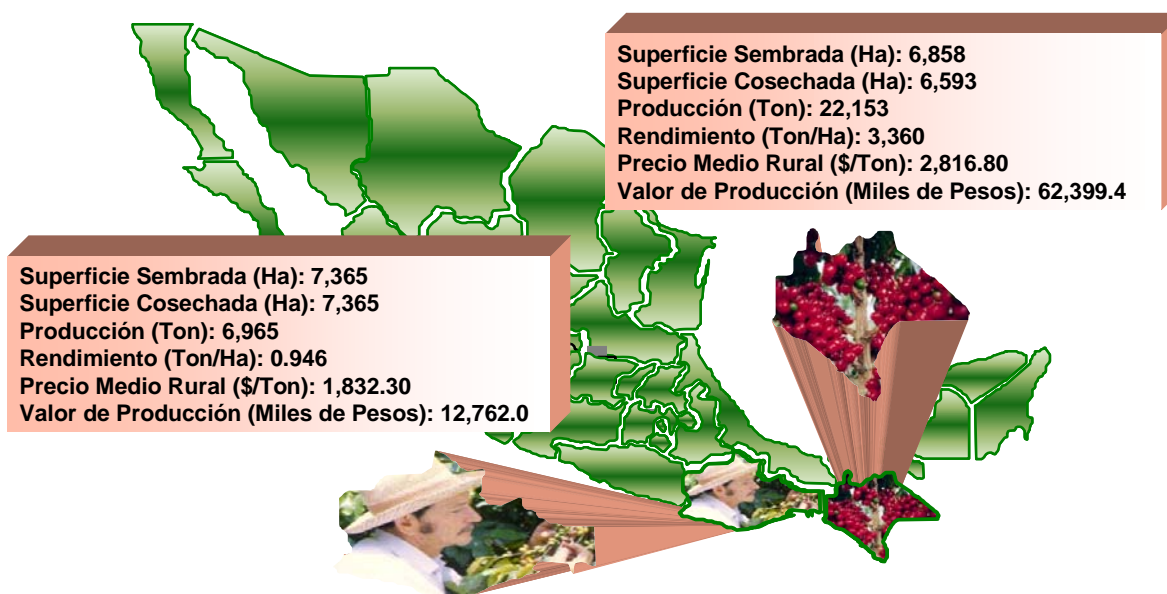 Superficie Sembrada (Ha): 6,858
Superficie Cosechada (Ha): 6,593
Producción (Ton): 22,153
Rendimiento (Ton/Ha): 3,360
Precio Medio Rural ($/Ton): 2,816.80
Valor de Producción (Miles de Pesos): 62,399.4
Superficie Sembrada (Ha): 7,365
Superficie Cosechada (Ha): 7,365
Producción (Ton): 6,965
Rendimiento (Ton/Ha): 0.946
Precio Medio Rural ($/Ton): 1,832.30
Valor de Producción (Miles de Pesos): 12,762.0